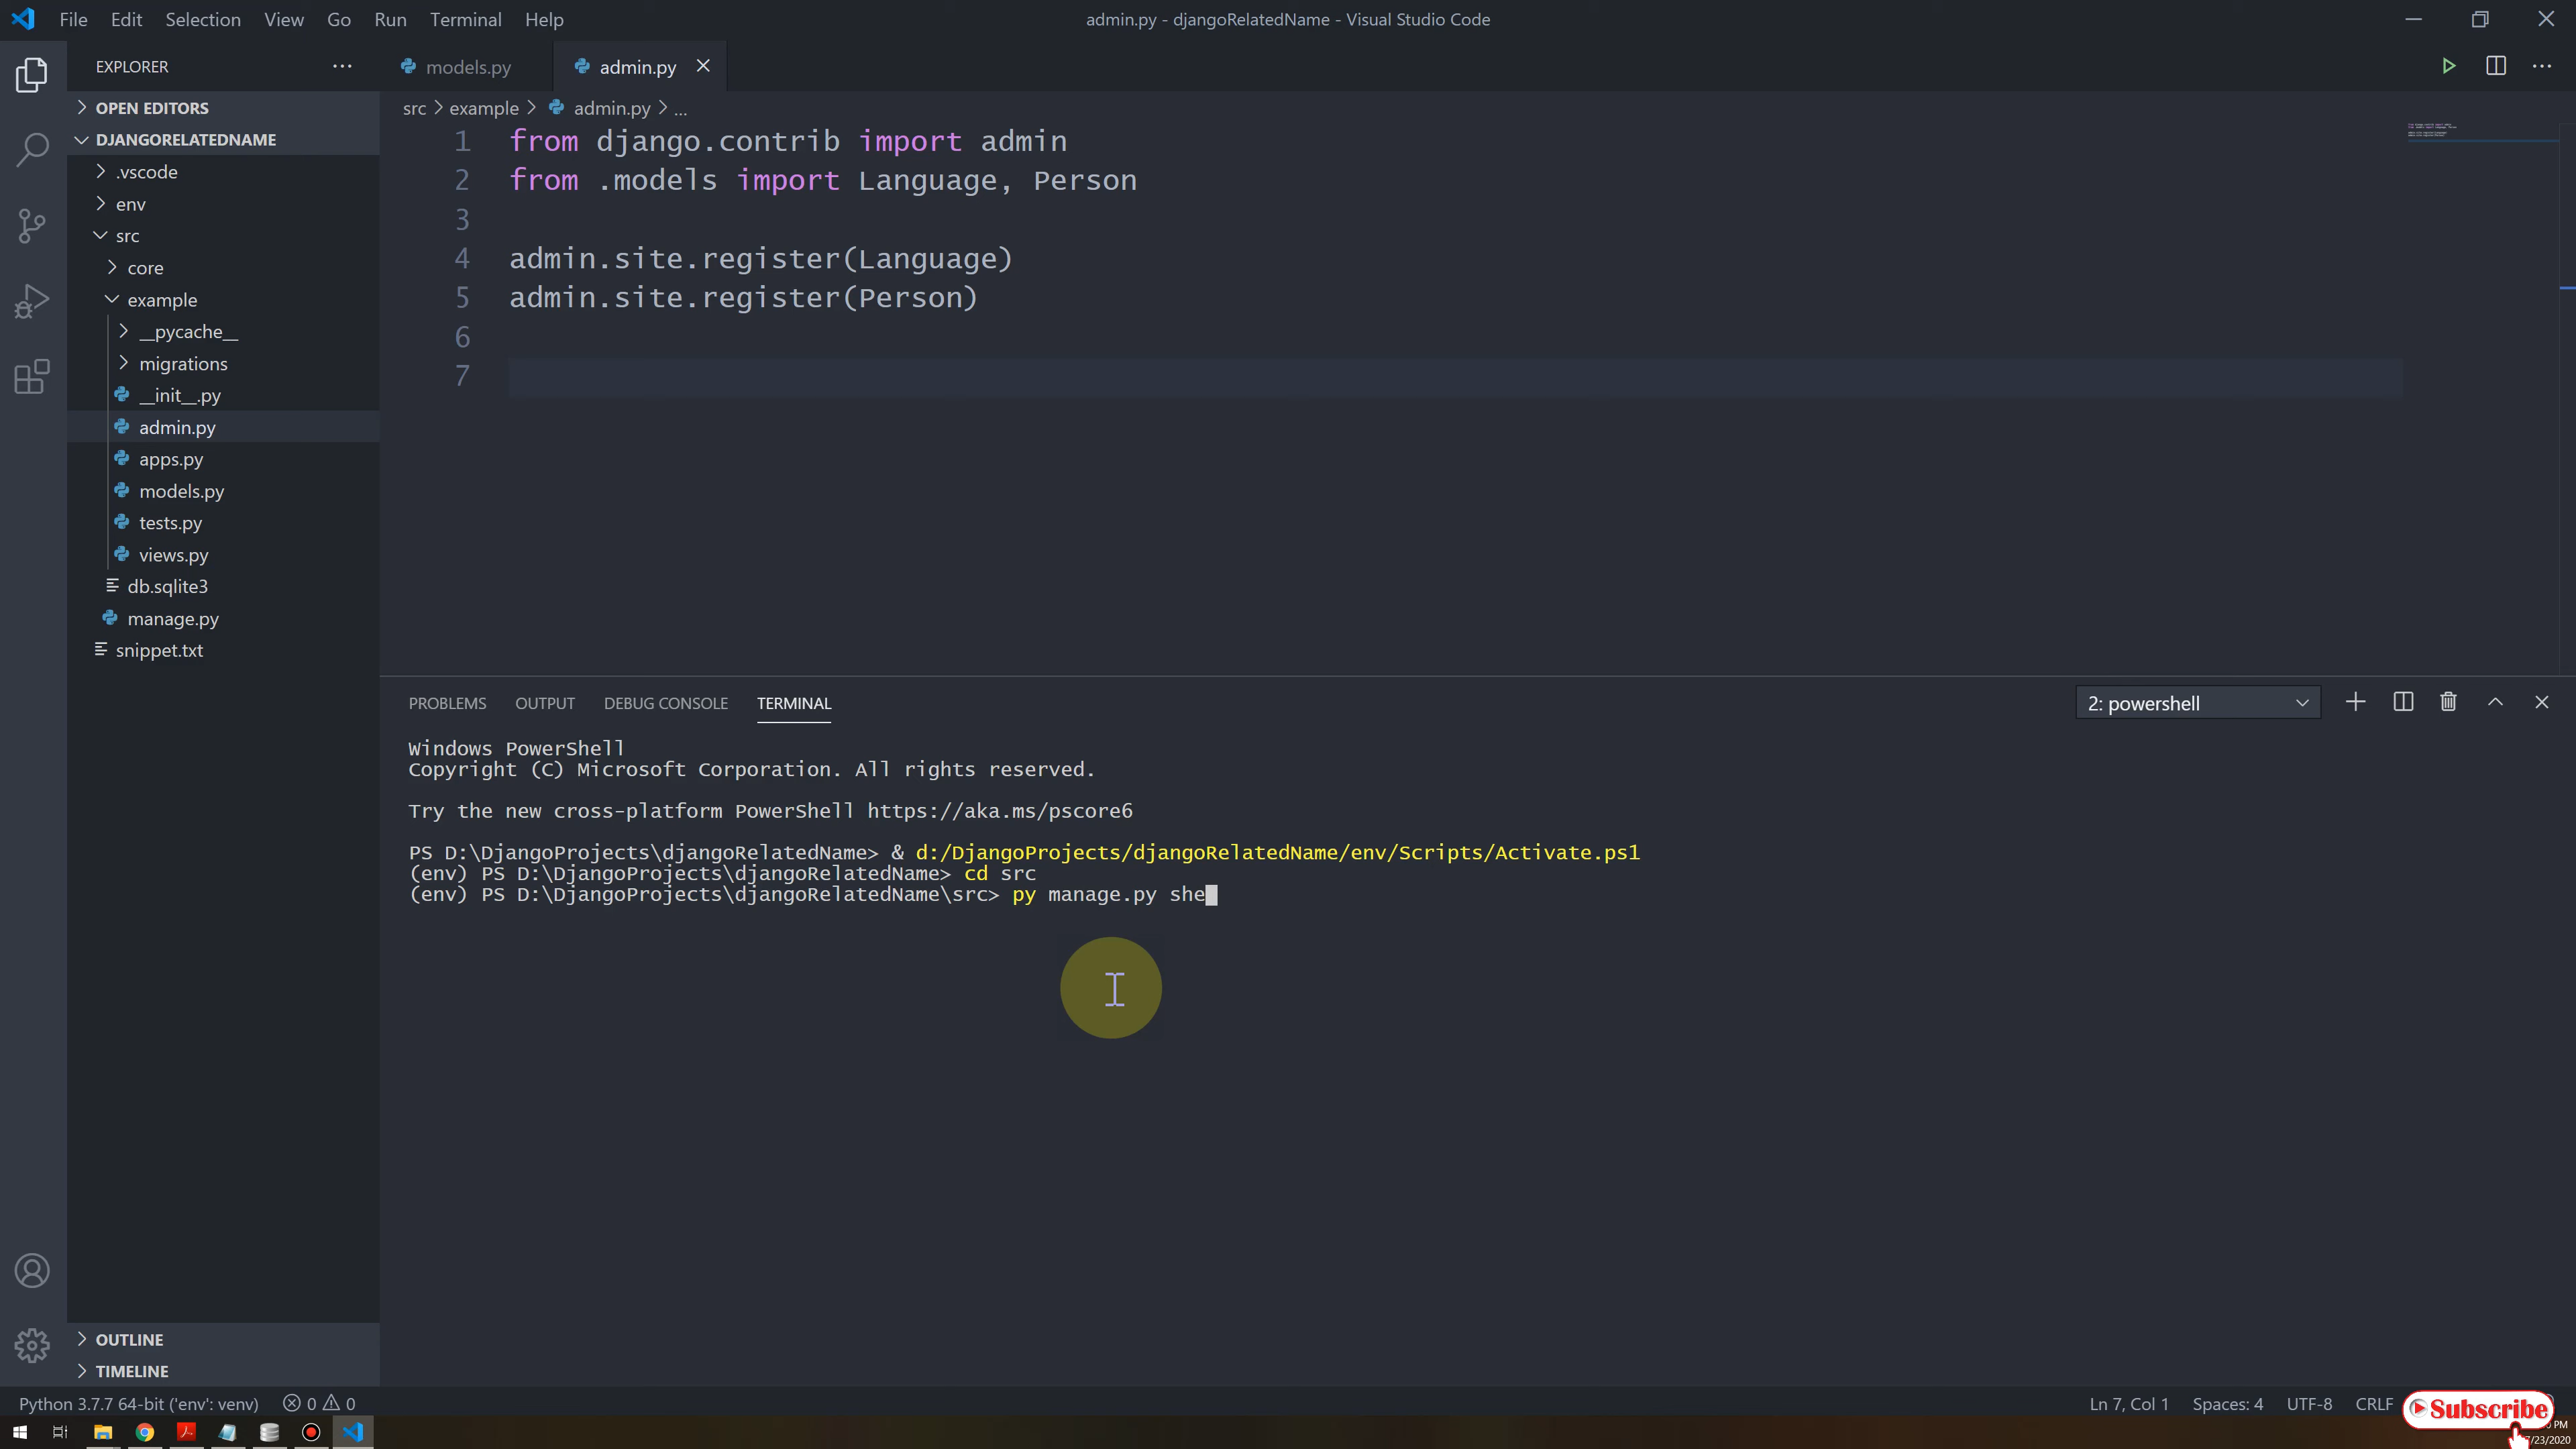 File Edit Selection View Go Run Terminal Help
admin.py - djangoRelatedName - Visual Studio Code
EXPLORER
OPEN EDITORS
DJANGORELATEDNAME
.vscode
env
src
core
example
__pycache__
migrations
__init__.py
admin.py
apps.py
models.py
tests.py
views.py
db.sqlite3
manage.py
snippet.txt
OUTLINE
TIMELINE
models.py admin.py
src > example > admin.py > ...
1 from django.contrib import admin
2 from .models import Language, Person
3
4 admin.site.register(Language)
5 admin.site.register(Person)
6
7
PROBLEMS OUTPUT DEBUG CONSOLE TERMINAL
2: powershell
Windows PowerShell
Copyright (C) Microsoft Corporation. All rights reserved.
Try the new cross-platform PowerShell https://aka.ms/pscore6
PS D:\DjangoProjects\djangoRelatedName> & d:/DjangoProjects/djangoRelatedName/env/Scripts/Activate.ps1
(env) PS D:\DjangoProjects\djangoRelatedName> cd src
(env) PS D:\DjangoProjects\djangoRelatedName\src> py manage.py she
Python 3.7.7 64-bit ('env': venv) 0 0
Ln 7, Col 1 Spaces: 4 UTF-8 CRLF
Subscribe
PM
7/23/2020